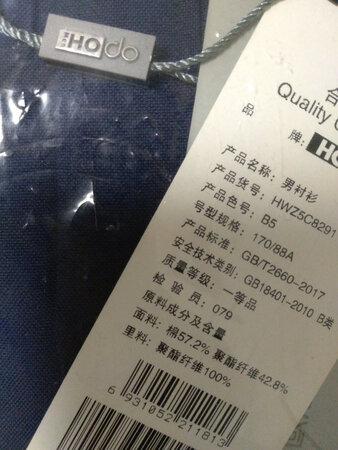 HOdo
合
Quality
品 牌: HO
产品名称: 男衬衫
产品货号: HWZ5C8291
产品色号: B5
号型规格: 170/88A
产品标准: GB/T2660-2017
安全技术类别: GB18401-2010 B类
质量等级: 一等品
检 验 员: 079
原料成分及含量
面料: 棉57.2% 聚酯纤维42.8%
里料: 聚酯纤维100%
6 931052 211813